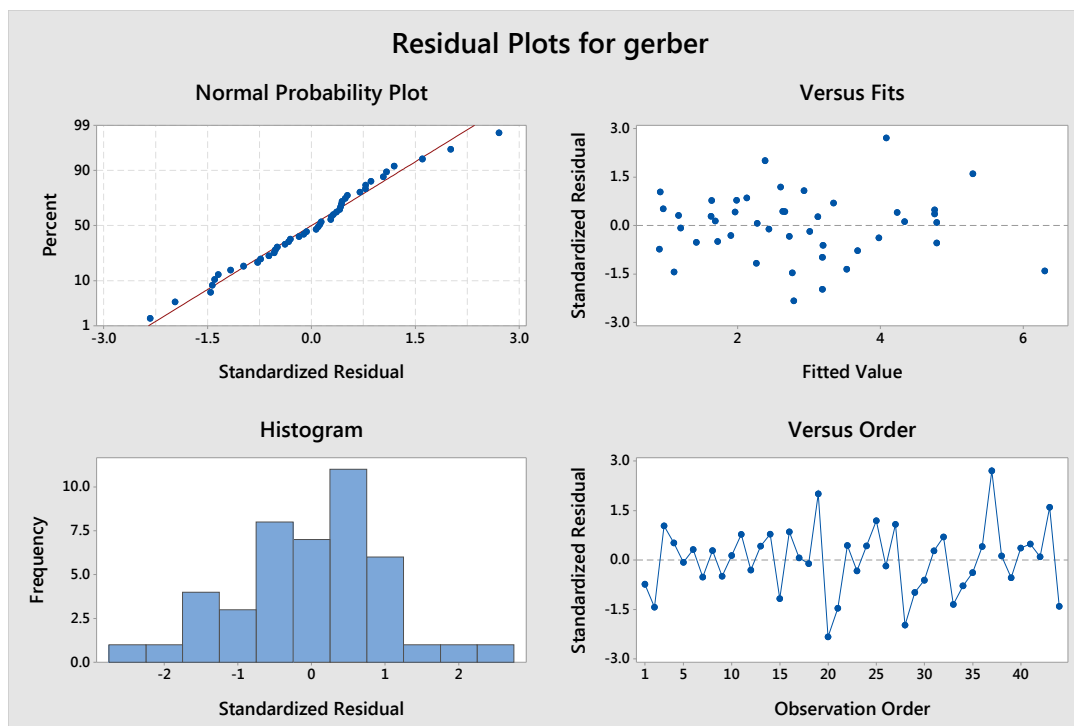 Residual Plots for gerber
Normal Probability Plot
99
90
50
10
1
Percent
-3.0 -1.5 0.0 1.5 3.0
Standardized Residual
Versus Fits
3.0
1.5
0.0
-1.5
-3.0
Standardized Residual
2 4 6
Fitted Value
Histogram
10.0
7.5
5.0
2.5
0.0
Frequency
-2 -1 0 1 2
Standardized Residual
Versus Order
3.0
1.5
0.0
-1.5
-3.0
Standardized Residual
1 5 10 15 20 25 30 35 40
Observation Order